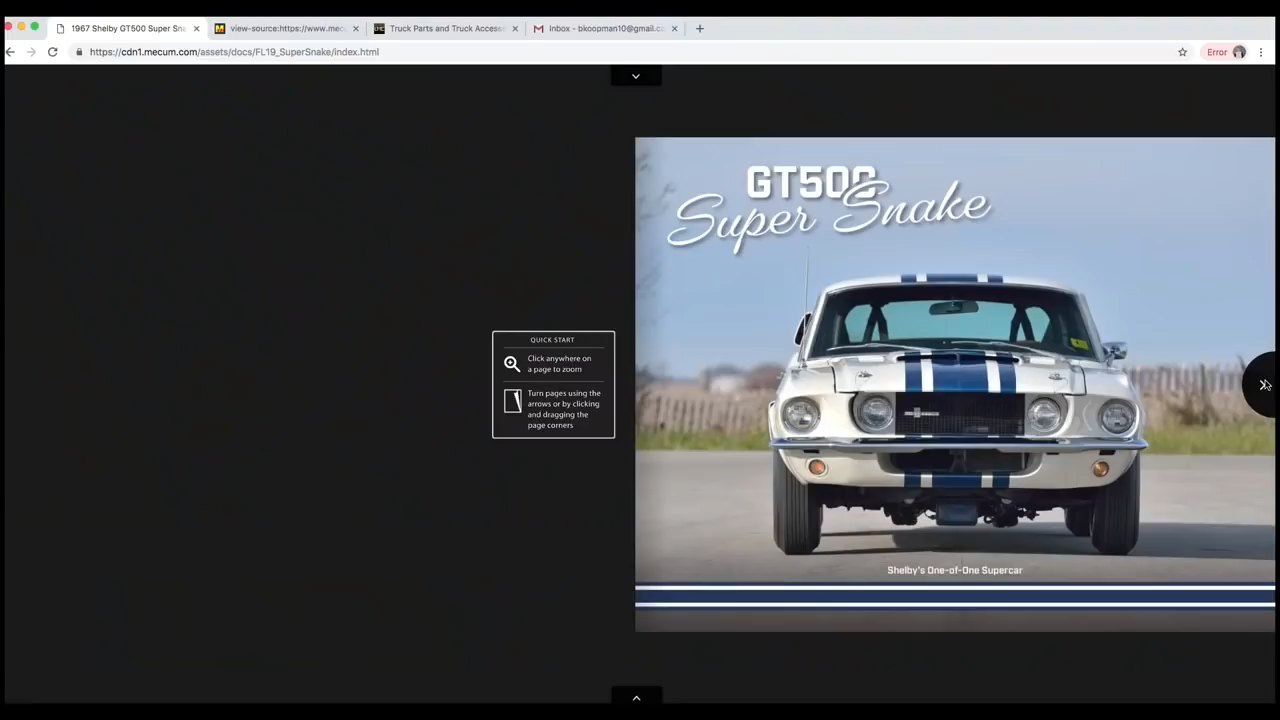 1967 Shelby GT500 Super Sna
view-source:https://www.mec
Truck Parts and Truck Access
Inbox - bkoopman10@gmail.c
https://cdn1.mecum.com/assets/docs/FL19_SuperSnake/index.html
Error
GT500
Super Snake
QUICK START
Click anywhere on
a page to zoom
Turn pages using the
arrows or by clicking
and dragging the
page corners
Shelby's One-of-One Supercar